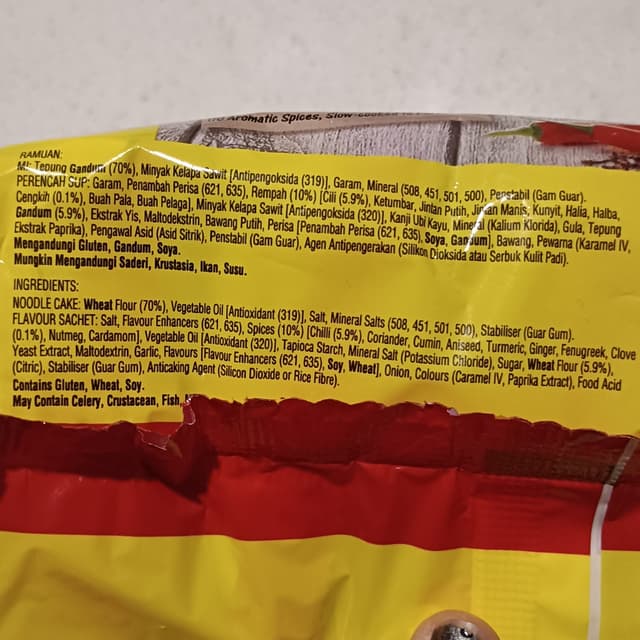 Aromatic Spices, Slow-cooked
RAMUAN:
MI: Tepung Gandum (70%), Minyak Kelapa Sawit [Antipengoksida (319)], Garam, Mineral (508, 451, 501, 500), Penstabil (Gam Guar).
PERENCAH SUP: Garam, Penambah Perisa (621, 635), Rempah (10%) [Cili (5.9%), Ketumbar, Jintan Putih, Jintan Manis, Kunyit, Halia, Halba,
Cengkih (0.1%), Buah Pala, Buah Pelaga], Minyak Kelapa Sawit [Antipengoksida (320)], Kanji Ubi Kayu, Mineral (Kalium Klorida), Gula, Tepung
Gandum (5.9%), Ekstrak Yis, Maltodekstrin, Bawang Putih, Perisa [Penambah Perisa (621, 635), Soya, Gandum], Bawang, Pewarna (Karamel IV,
Ekstrak Paprika), Pengawal Asid (Asid Sitrik), Penstabil (Gam Guar), Agen Antipengerakan (Silikon Dioksida atau Serbuk Kulit Padi).
Mengandungi Gluten, Gandum, Soya.
Mungkin Mengandungi Saderi, Krustasia, Ikan, Susu.
INGREDIENTS:
NOODLE CAKE: Wheat Flour (70%), Vegetable Oil [Antioxidant (319)], Salt, Mineral Salts (508, 451, 501, 500), Stabiliser (Guar Gum).
FLAVOUR SACHET: Salt, Flavour Enhancers (621, 635), Spices (10%) [Chilli (5.9%), Coriander, Cumin, Aniseed, Turmeric, Ginger, Fenugreek, Clove
(0.1%), Nutmeg, Cardamom], Vegetable Oil [Antioxidant (320)], Tapioca Starch, Mineral Salt (Potassium Chloride), Sugar, Wheat Flour (5.9%),
Yeast Extract, Maltodextrin, Garlic, Flavours [Flavour Enhancers (621, 635), Soy, Wheat], Onion, Colours (Caramel IV, Paprika Extract), Food Acid
(Citric), Stabiliser (Guar Gum), Anticaking Agent (Silicon Dioxide or Rice Fibre).
Contains Gluten, Wheat, Soy.
May Contain Celery, Crustacean, Fish,